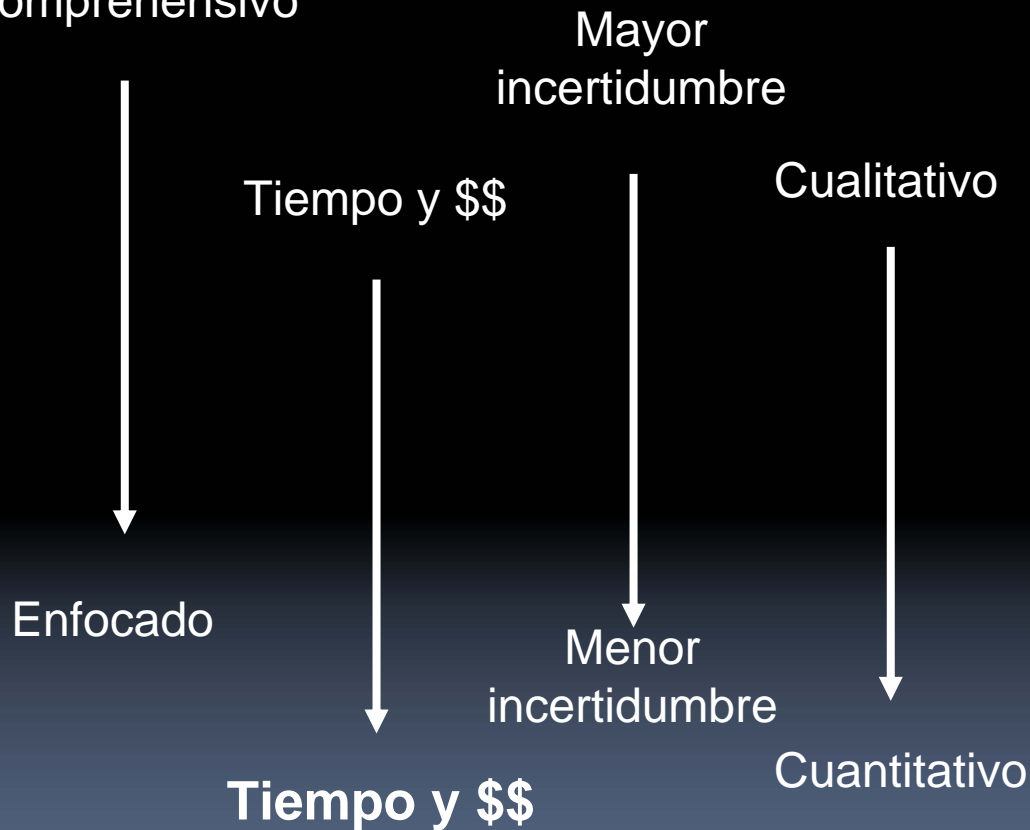 omprehensivo
Mayor
incertidumbre
Tiempo y $$
Cualitativo
Enfocado
Menor
incertidumbre
Tiempo y $$
Cuantitativo